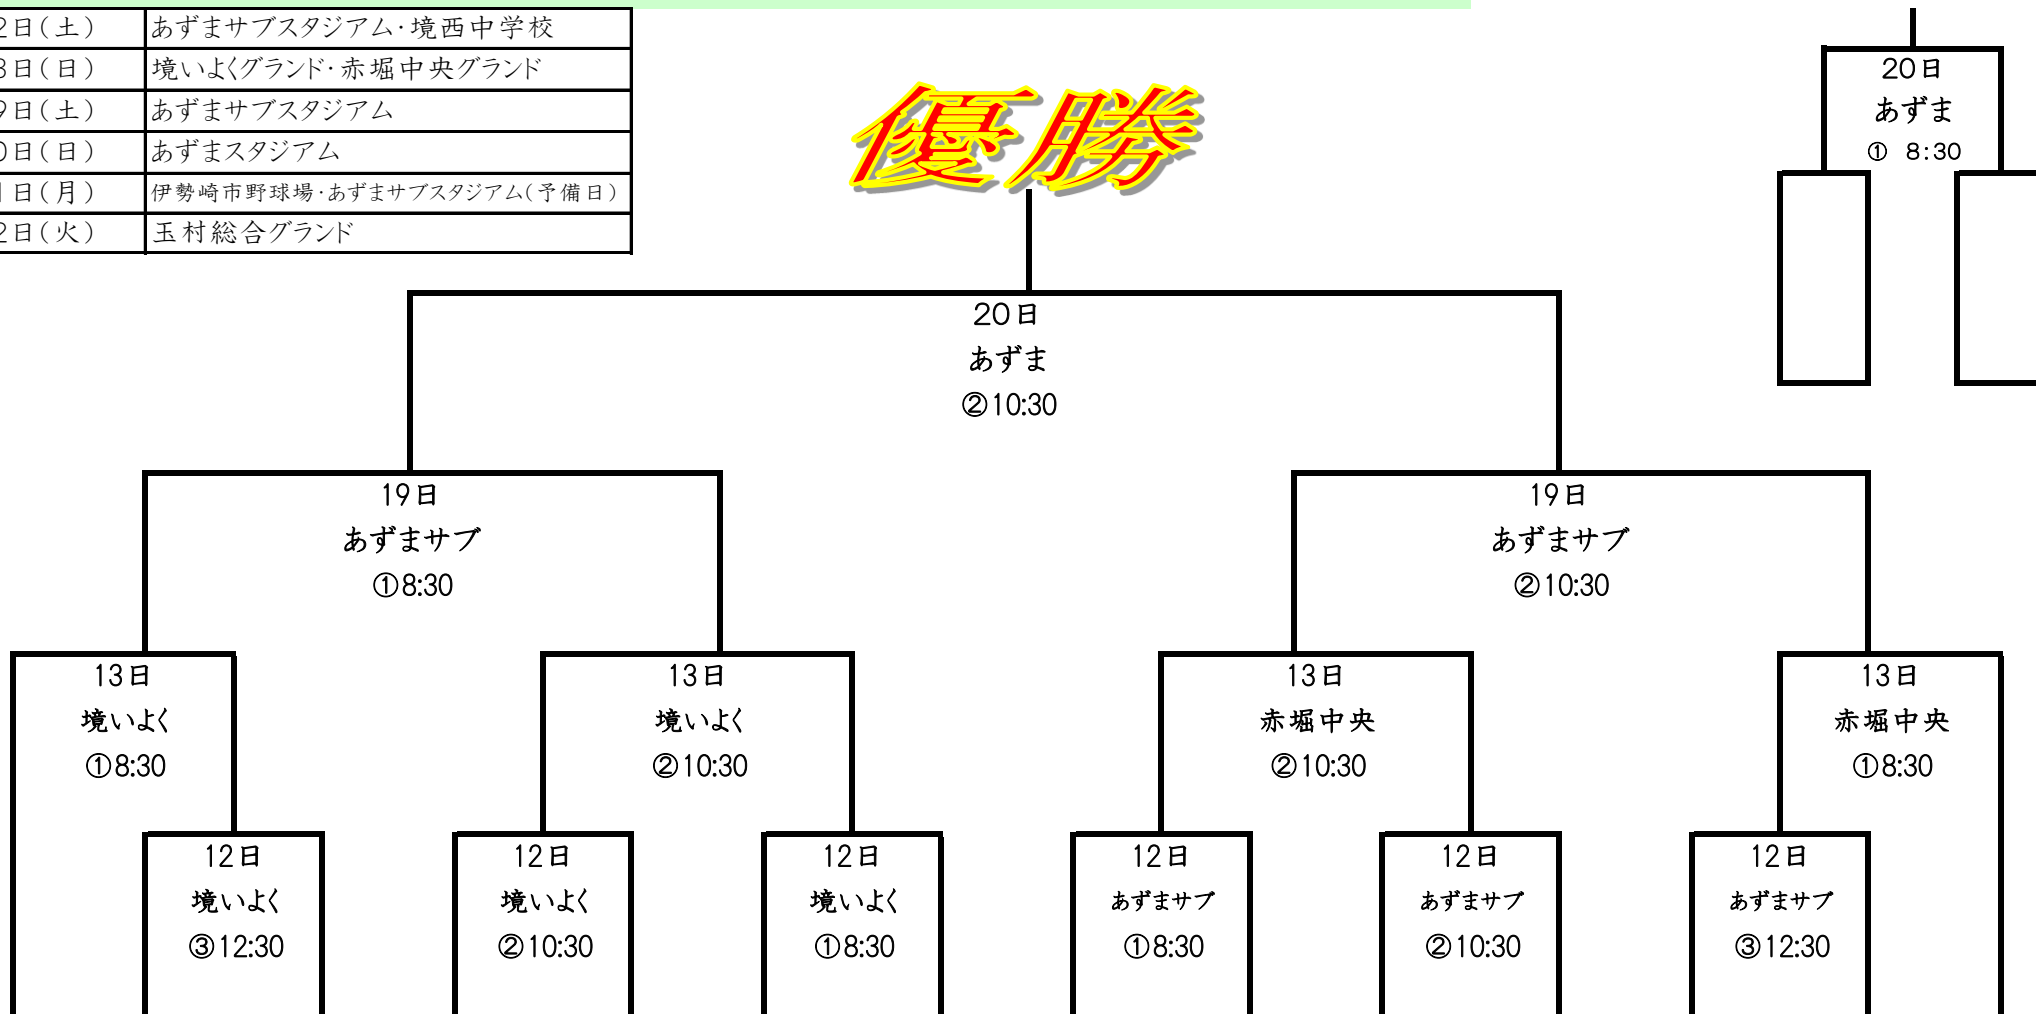 2日(土) あずまサブスタジアム･境西中学校
3日(日) 境いよくグランド･赤堀中央グランド
9日(土) あずまサブスタジアム
0日(日) あずまスタジアム
1日(月) 伊勢崎市野球場･あずまサブスタジアム(予備日)
2日(火) 玉村総合グランド
優勝
20日
あずま
① 8:30
20日
あずま
②10:30
19日
あずまサブ
①8:30
19日
あずまサブ
②10:30
13日
境いよく
①8:30
13日
境いよく
②10:30
13日
赤堀中央
②10:30
13日
赤堀中央
①8:30
12日
境いよく
③12:30
12日
境いよく
②10:30
12日
境いよく
①8:30
12日
あずまサブ
①8:30
12日
あずまサブ
②10:30
12日
あずまサブ
③12:30